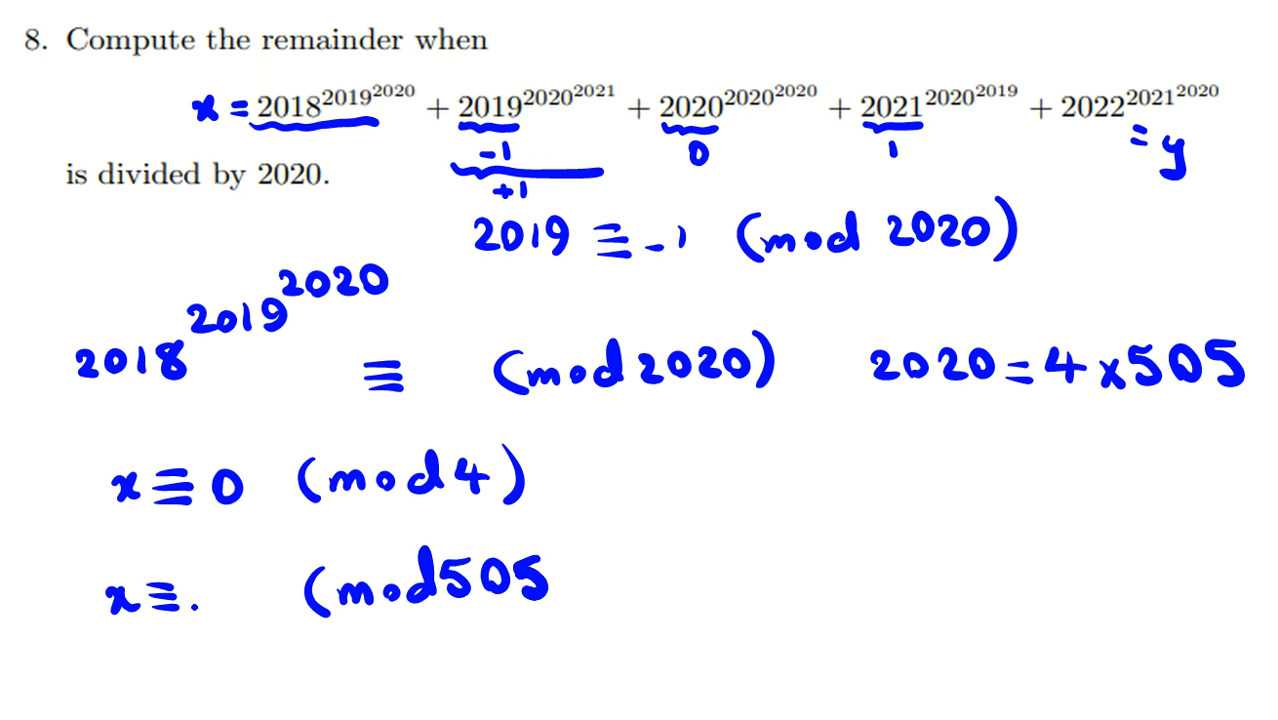 8. Compute the remainder when
x = 2018^{2019^{2020}} + 2019^{2020^{2021}} + 2020^{2020^{2020}} + 2021^{2020^{2019}} + 2022^{2021^{2020}} = y
-1 0 1
is divided by 2020.
+1
2019 ≡ -1 (mod 2020)
2018^{2019^{2020}} ≡ (mod 2020) 2020 = 4 x 505
x ≡ 0 (mod 4)
x ≡. (mod 505